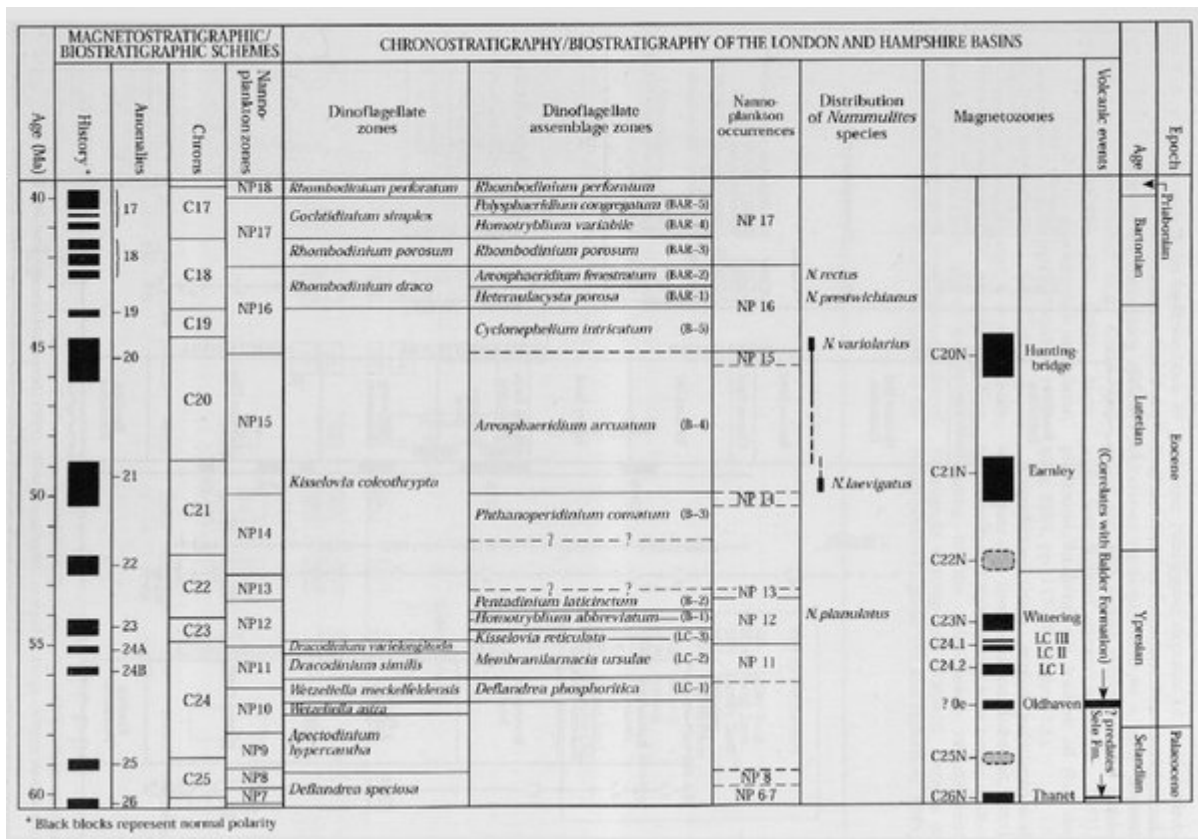 MAGNETOSTRATIGRAPHIC/
BIOSTRATIGRAPHIC SCHEMES
CHRONOSTRATIGRAPHY/BIOSTRATIGRAPHY OF THE LONDON AND HAMPSHIRE BASINS
Age (Ma)
History *
Anomalies
Chrons
Nanno-
plankton zones
Dinoflagellate
zones
Dinoflagellate
assemblage zones
Nanno-
plankton
occurrences
Distribution
of Nummulites
species
Magnetozones
Volcanic events
Age
Epoch
40
45
50
55
60
17
18
19
20
21
22
23
24A
24B
25
26
C17
C18
C19
C20
C21
C22
C23
C24
C25
NP18
NP17
NP16
NP15
NP14
NP13
NP12
NP11
NP10
NP9
NP8
NP7
Rhombodinium perforatum
Gochtidinium simplex
Rhombodinium porosum
Rhombodinium draco
Kisselovia coleothrypta
Dracodinium varielongituda
Dracodinium similis
Wetzeliella meckelfeldensis
Wetzeliella astra
Apectodinium
hypercantha
Deflandrea speciosa
Rhombodinium perforatum
Polysphaeridium congregatum (BAR-5)
Homotryblium variabile (BAR-4)
Rhombodinium porosum (BAR-3)
Areosphaeridium fenestratum (BAR-2)
Heteraulacysta porosa (BAR-1)
Cyclonephelium intricatum (B-5)
Areosphaeridium arcuatum (B-4)
Phthanoperidinium comatum (B-3)
? ?
? ?
Pentadinium laticinctum (B-2)
Homotryblium abbreviatum (B-1)
Kisselovia reticulata (LC-3)
Membranilarnacia ursulae (LC-2)
Deflandrea phosphoritica (LC-1)
NP 17
NP 16
NP 15
NP 14
NP 13
NP 12
NP 11
NP 8
NP 6-7
N. rectus
N. prestwichianus
N. variolarius
N. laevigatus
N. planulatus
C20N
C21N
C22N
C23N
C24.1
C24.2
? 0e
C25N
C26N
Hunting-
bridge
Earnley
Wittering
LC III
LC II
LC I
Oldhaven
Thanet
(Correlates with Balder Formation)
? predates
Sele Fm.
Priabonian
Bartonian
Lutetian
Ypresian
Selandian
Eocene
Palaeocene
* Black blocks represent normal polarity